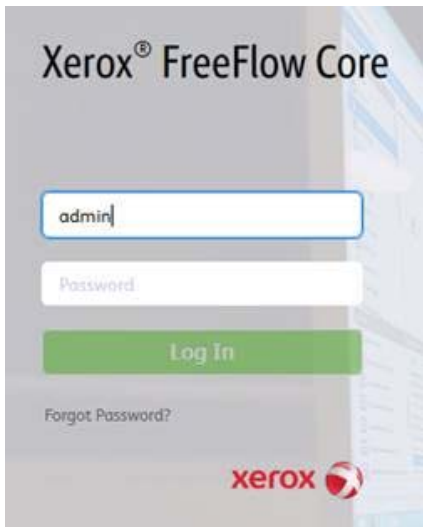 Xerox® FreeFlow Core
admin
Password
Log In
Forgot Password?
xerox